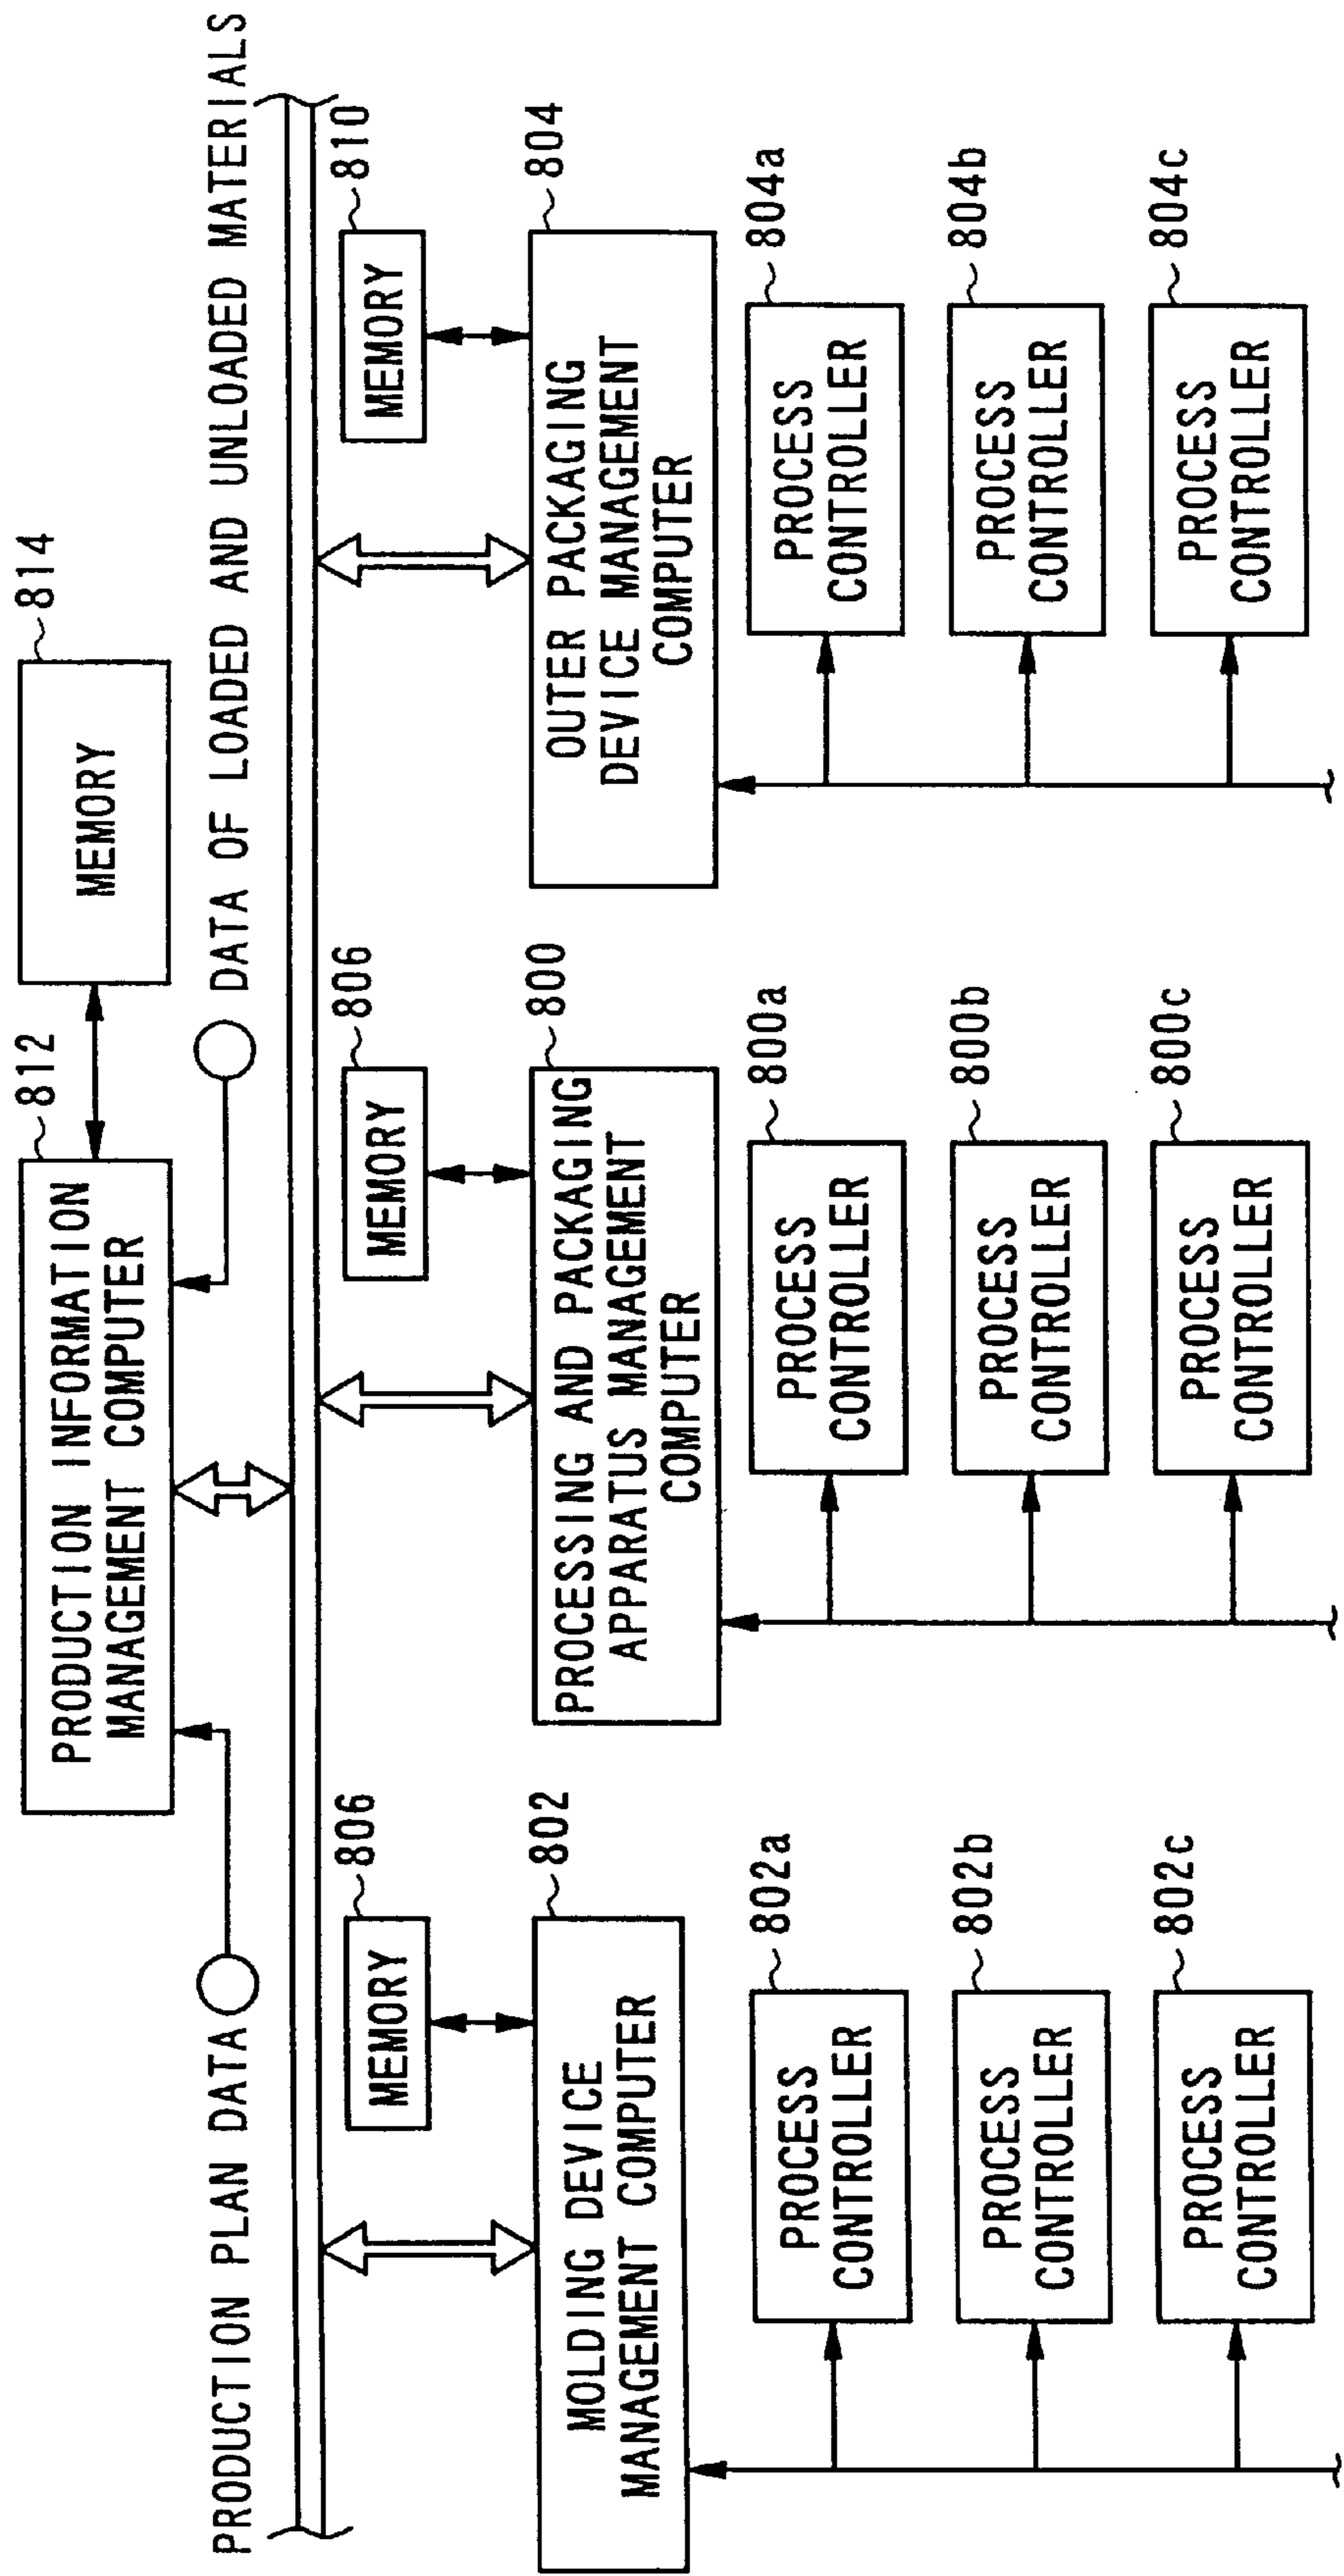 814
MEMORY
812
PRODUCTION INFORMATION
MANAGEMENT COMPUTER
PRODUCTION PLAN DATA
DATA OF LOADED AND UNLOADED MATERIALS
806
MEMORY
802
MOLDING DEVICE
MANAGEMENT COMPUTER
802a
PROCESS
CONTROLLER
802b
PROCESS
CONTROLLER
802c
PROCESS
CONTROLLER
806
MEMORY
800
PROCESSING AND PACKAGING
APPARATUS MANAGEMENT
COMPUTER
800a
PROCESS
CONTROLLER
800b
PROCESS
CONTROLLER
800c
PROCESS
CONTROLLER
810
MEMORY
804
OUTER PACKAGING
DEVICE MANAGEMENT
COMPUTER
804a
PROCESS
CONTROLLER
804b
PROCESS
CONTROLLER
804c
PROCESS
CONTROLLER